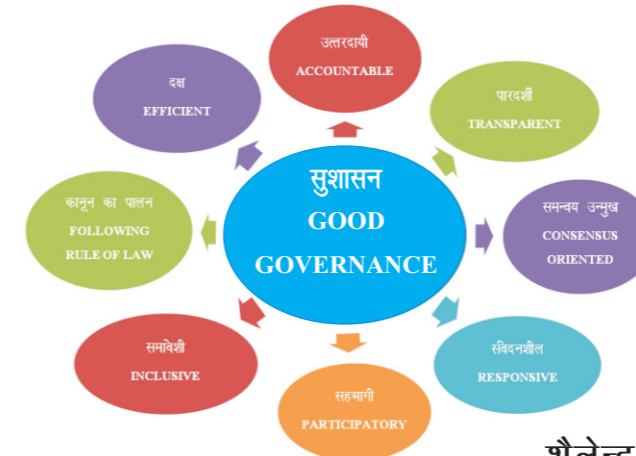 सुशासन
GOOD
GOVERNANCE
उत्तरदायी
ACCOUNTABLE
पारदर्शी
TRANSPARENT
समन्वय उन्मुख
CONSENSUS
ORIENTED
संवेदनशील
RESPONSIVE
सहभागी
PARTICIPATORY
समावेशी
INCLUSIVE
कानून का पालन
FOLLOWING
RULE OF LAW
दक्ष
EFFICIENT